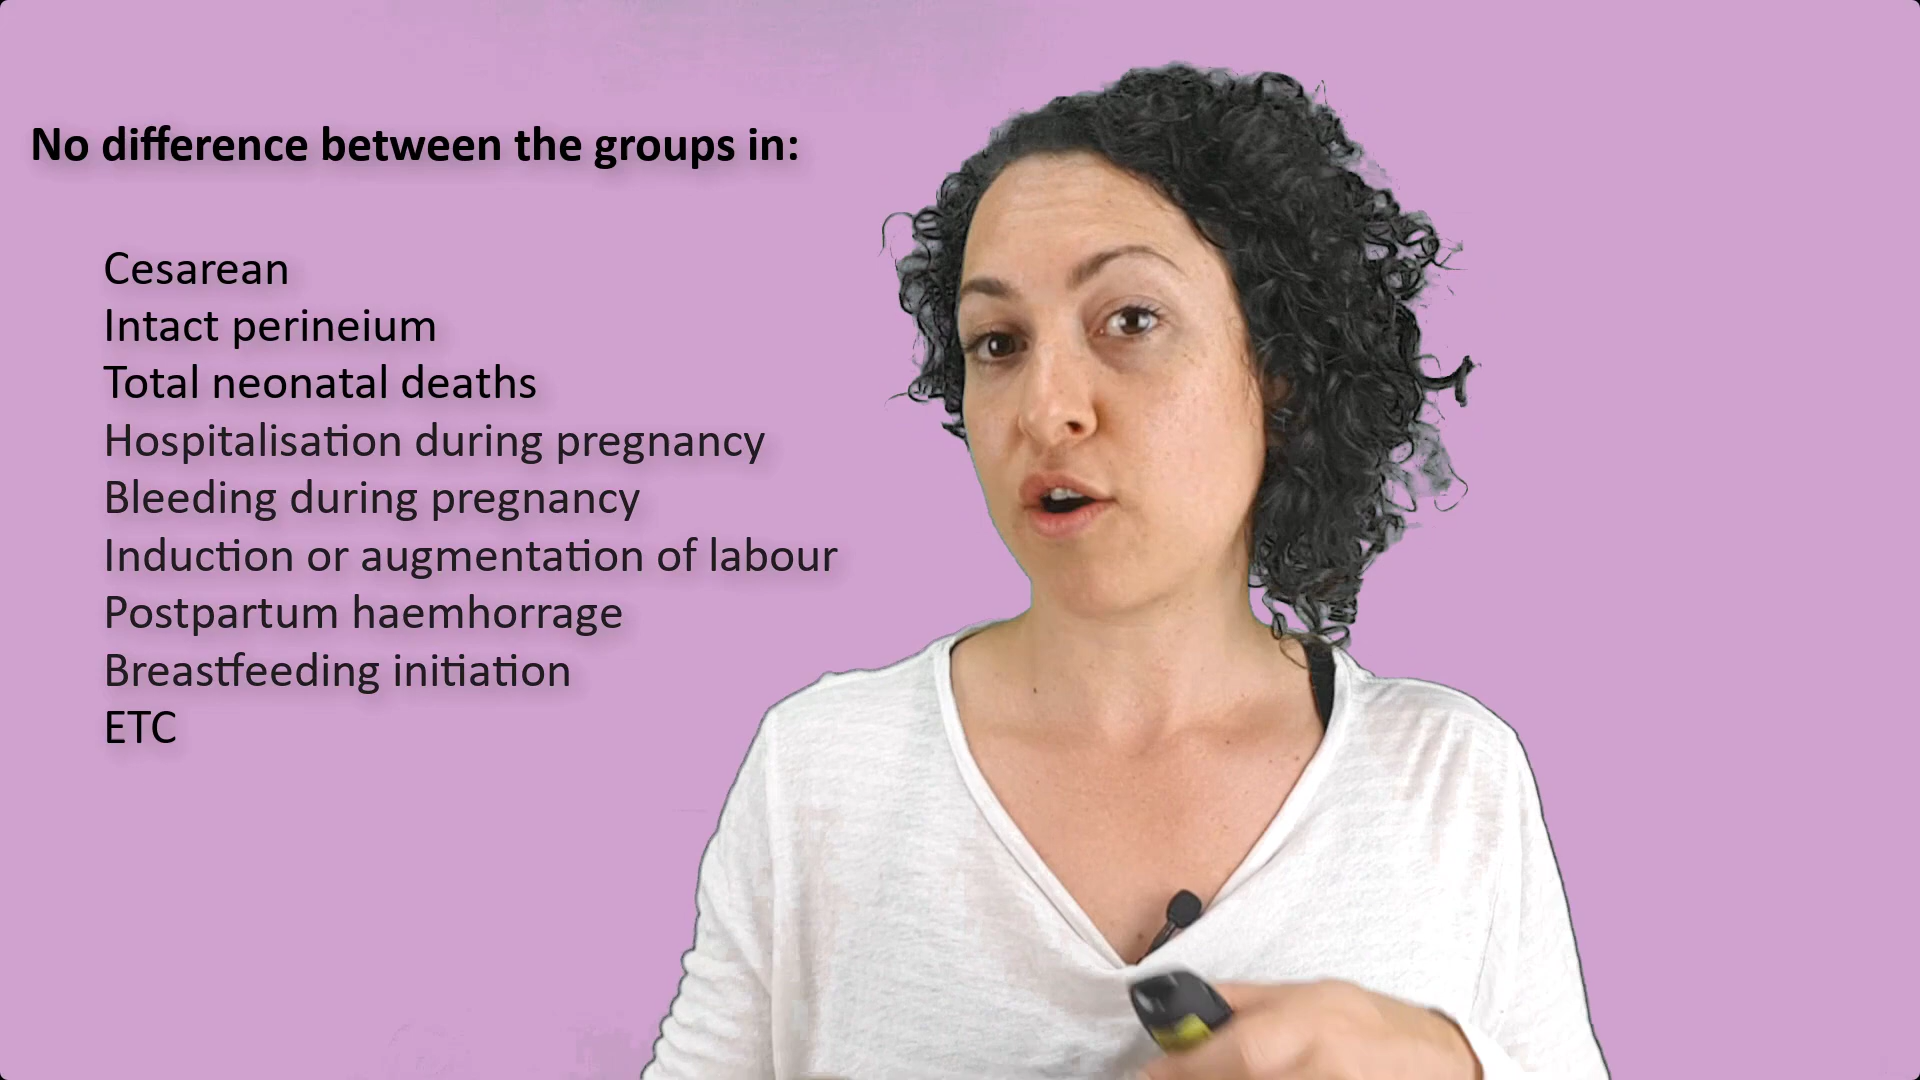 No difference between the groups in:
Cesarean
Intact perineium
Total neonatal deaths
Hospitalisation during pregnancy
Bleeding during pregnancy
Induction or augmentation of labour
Postpartum haemhorrage
Breastfeeding initiation
ETC